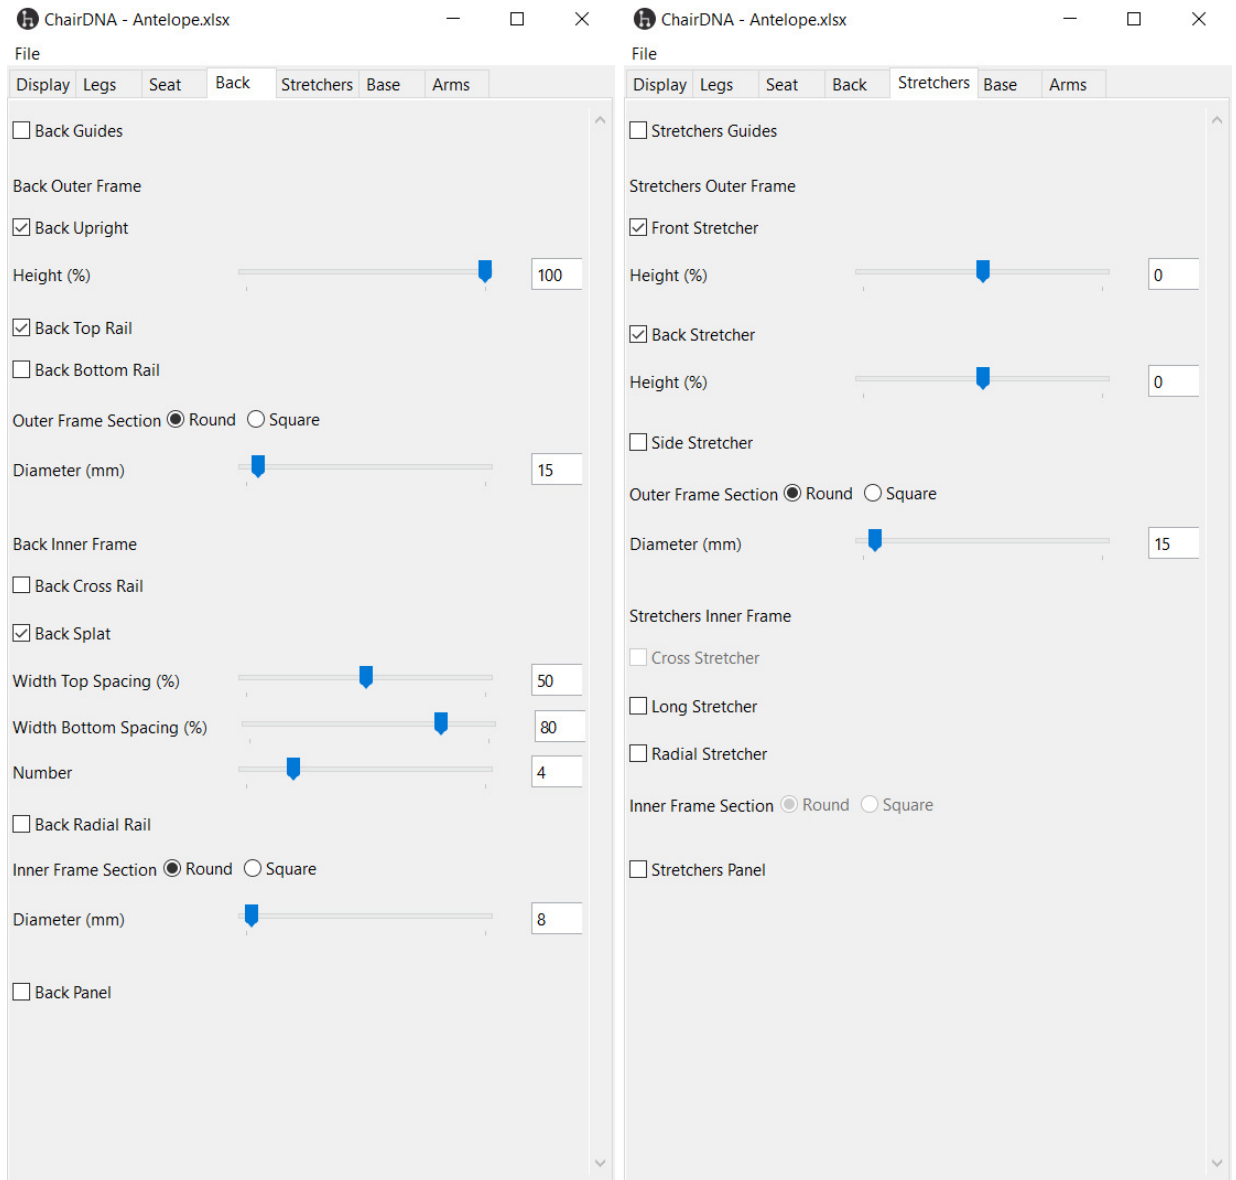 ChairDNA - Antelope.xlsx
File
Display Legs Seat Back Stretchers Base Arms
Back Guides
Back Outer Frame
Back Upright
Height (%) 100
Back Top Rail
Back Bottom Rail
Outer Frame Section Round Square
Diameter (mm) 15
Back Inner Frame
Back Cross Rail
Back Splat
Width Top Spacing (%) 50
Width Bottom Spacing (%) 80
Number 4
Back Radial Rail
Inner Frame Section Round Square
Diameter (mm) 8
Back Panel
ChairDNA - Antelope.xlsx
File
Display Legs Seat Back Stretchers Base Arms
Stretchers Guides
Stretchers Outer Frame
Front Stretcher
Height (%) 0
Back Stretcher
Height (%) 0
Side Stretcher
Outer Frame Section Round Square
Diameter (mm) 15
Stretchers Inner Frame
Cross Stretcher
Long Stretcher
Radial Stretcher
Inner Frame Section Round Square
Stretchers Panel